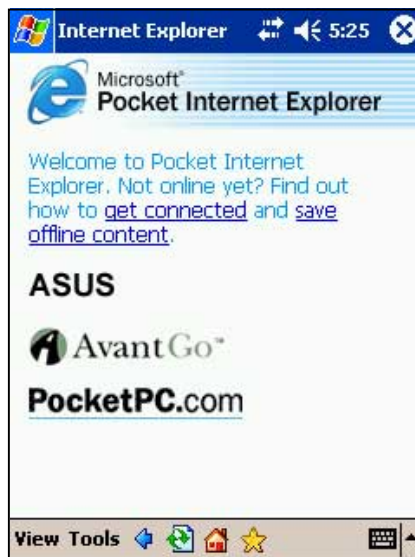 Internet Explorer 5:25
Microsoft®
Pocket Internet Explorer
Welcome to Pocket Internet
Explorer. Not online yet? Find out
how to get connected and save
offline content.
ASUS
AvantGo™
PocketPC.com
View Tools